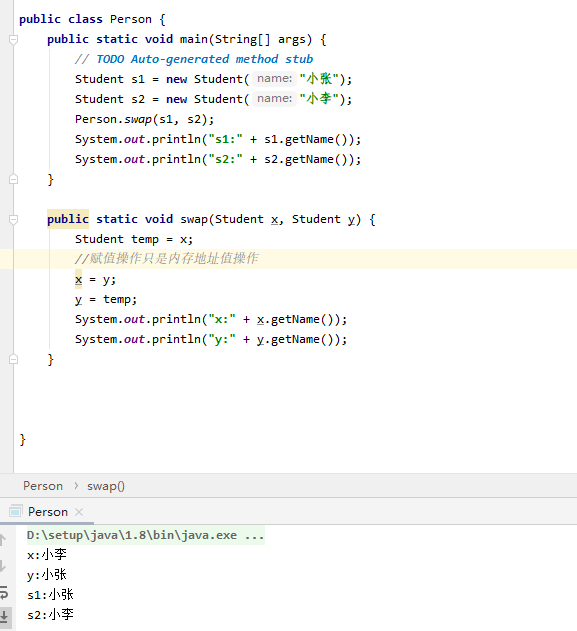 public class Person {
public static void main(String[] args) {
// TODO Auto-generated method stub
Student s1 = new Student( name: "小张");
Student s2 = new Student( name: "小李");
Person.swap(s1, s2);
System.out.println("s1:" + s1.getName());
System.out.println("s2:" + s2.getName());
}
public static void swap(Student x, Student y) {
Student temp = x;
//赋值操作只是内存地址值操作
x = y;
y = temp;
System.out.println("x:" + x.getName());
System.out.println("y:" + y.getName());
}
}
Person › swap()
Person ×
D:\setup\java\1.8\bin\java.exe ...
x:小李
y:小张
s1:小张
s2:小李